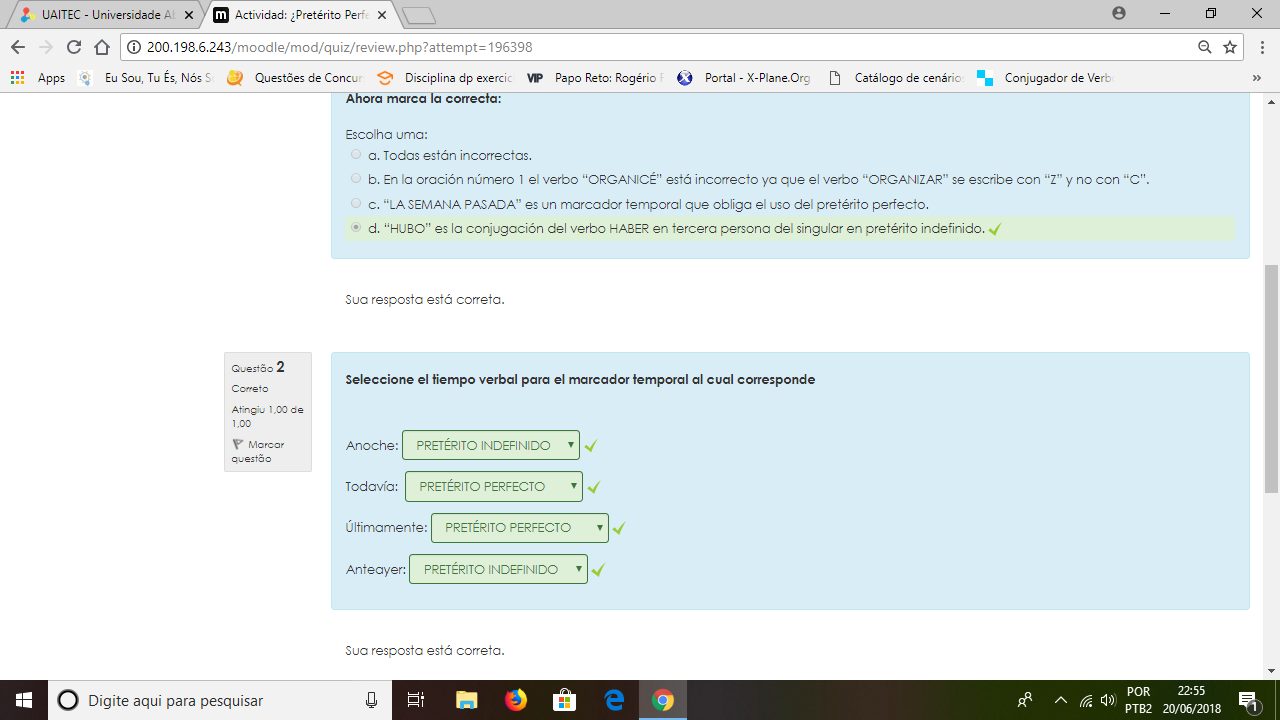 UAITEC - Universidade Ab
Actividad: ¿Pretérito Perfe
200.198.6.243/moodle/mod/quiz/review.php?attempt=196398
Apps
Eu Sou, Tu És, Nós S
Questões de Concur
Disciplina dp exercic
VIP
Papo Reto: Rogério F
Portal - X-Plane.Org
Catálogo de cenário
Conjugador de Verb
»
Ahora marca la correcta:
Escolha uma:
a. Todas están incorrectas.
b. En la oración número 1 el verbo “ORGANICÉ” está incorrecto ya que el verbo “ORGANIZAR” se escribe con “Z” y no con “C”.
c. “LA SEMANA PASADA” es un marcador temporal que obliga el uso del pretérito perfecto.
d. “HUBO” es la conjugación del verbo HABER en tercera persona del singular en pretérito indefinido.
Sua resposta está correta.
Questão 2
Correto
Atingiu 1,00 de
1,00
Marcar
questão
Seleccione el tiempo verbal para el marcador temporal al cual corresponde
Anoche: PRETÉRITO INDEFINIDO
Todavía: PRETÉRITO PERFECTO
Últimamente: PRETÉRITO PERFECTO
Anteayer: PRETÉRITO INDEFINIDO
Sua resposta está correta.
Digite aqui para pesquisar
POR
PTB2
22:55
20/06/2018
1